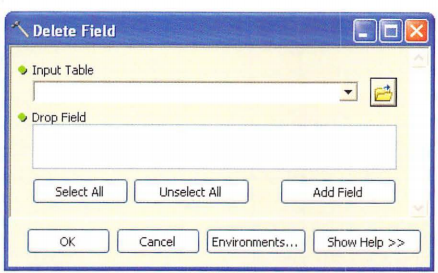 Delete Field
Input Table
Drop Field
Select All Unselect All Add Field
OK Cancel Environments... Show Help >>